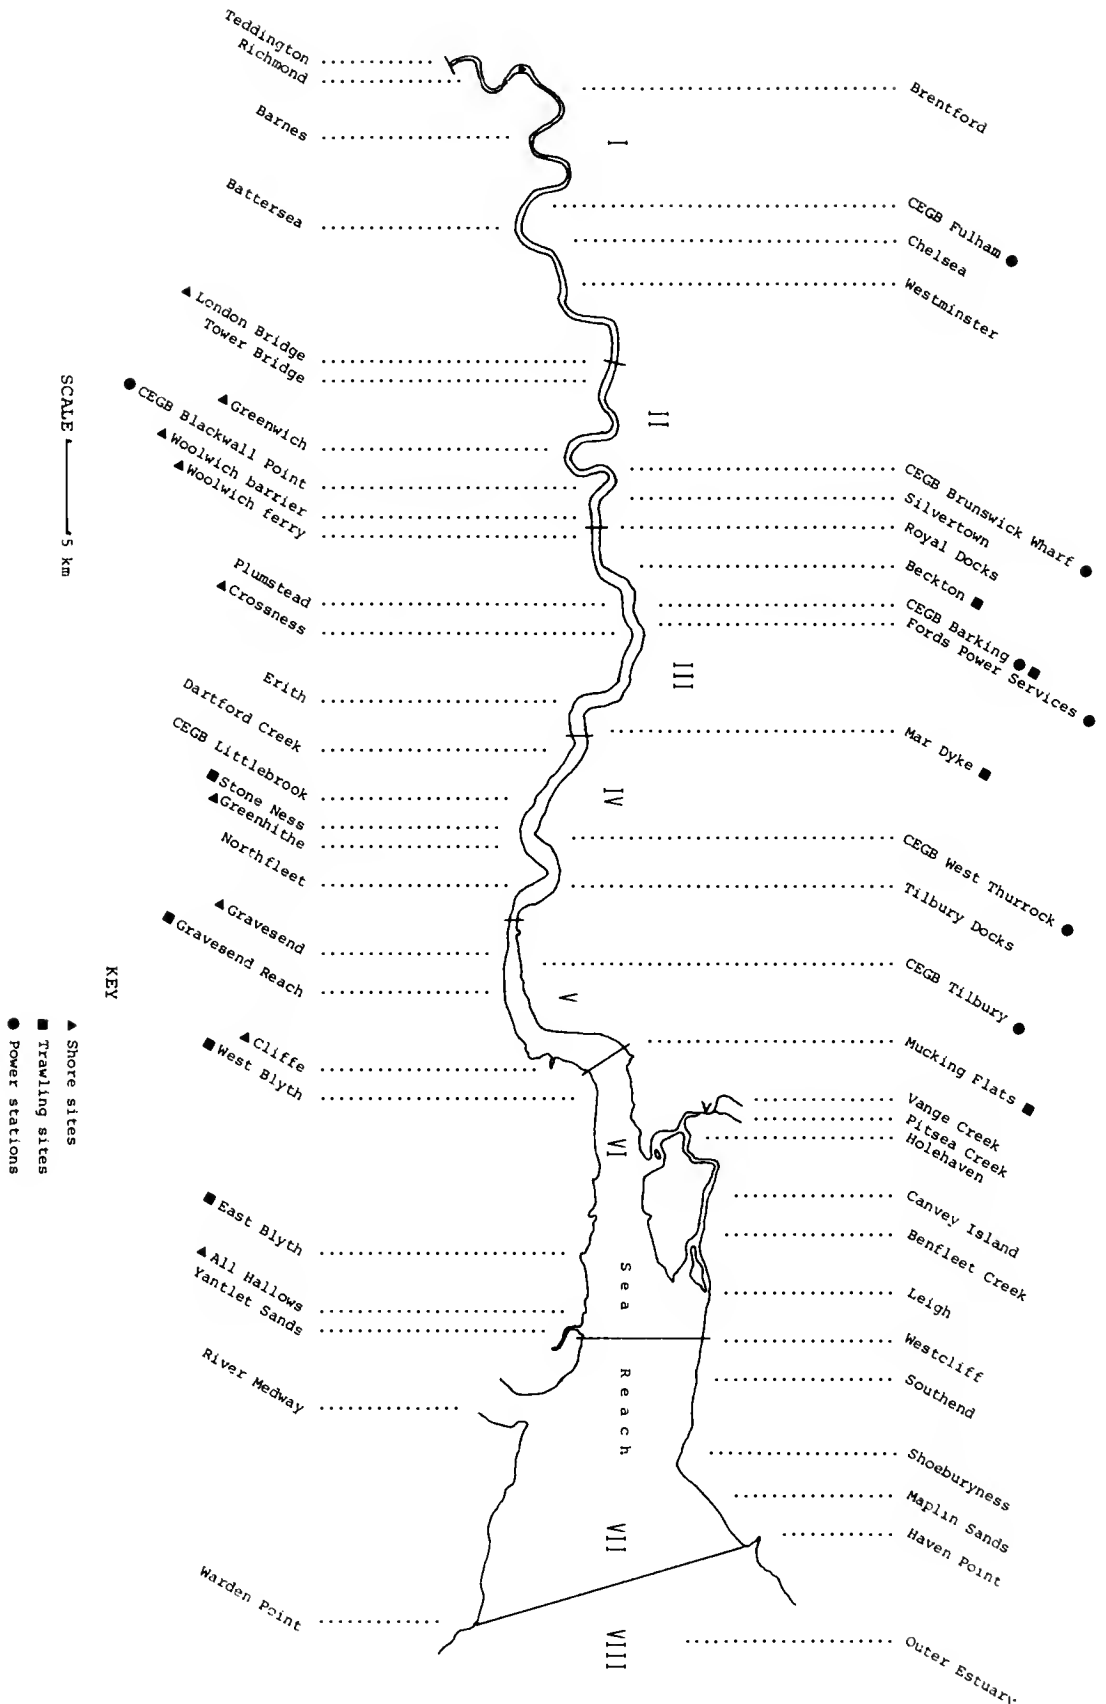 Teddington
Richmond
Barnes
Battersea
▲ London Bridge
Tower Bridge
▲ Greenwich
● CEGB Blackwall Point
▲ Woolwich barrier
▲ Woolwich ferry
Plumstead
▲ Crossness
Erith
Dartford Creek
CEGB Littlebrook
■ Stone Ness
▲ Greenhithe
Northfleet
▲ Gravesend
■ Gravesend Reach
▲ Cliffe
■ West Blyth
■ East Blyth
▲ All Hallows
Yantlet Sands
River Medway
Warden Point
I
II
III
IV
V
VI
Sea Reach
VII
VIII
Brentford
CEGB Fulham ●
Chelsea
Westminster
CEGB Brunswick Wharf ●
Silvertown
Royal Docks
Beckton ■
CEGB Barking ● ■
Fords Power Services ●
Mar Dyke ■
CEGB West Thurrock ●
Tilbury Docks
CEGB Tilbury ●
Mucking Flats ■
Vange Creek
Pitsea Creek
Holehaven
Canvey Island
Benfleet Creek
Leigh
Westcliff
Southend
Shoeburyness
Maplin Sands
Haven Point
Outer Estuary
SCALE 5 km
KEY
▲ Shore sites
■ Trawling sites
● Power stations